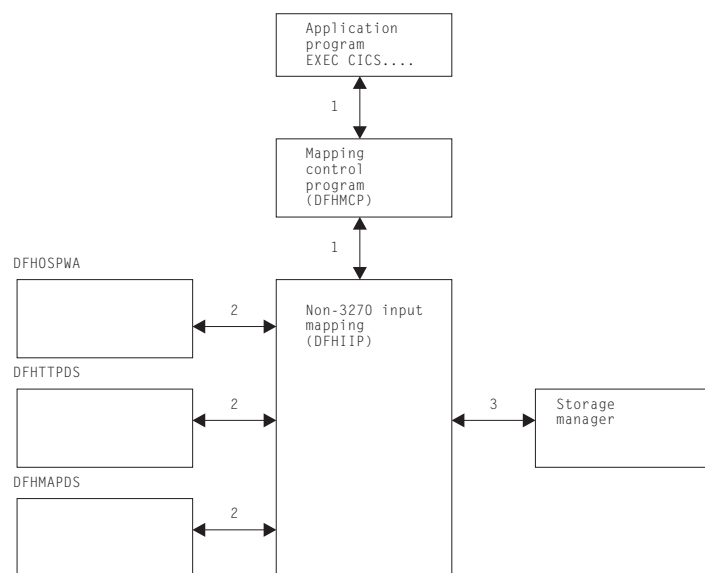 Application
program
EXEC CICS....
1
Mapping
control
program
(DFHMCP)
1
DFHOSPWA
2
Non-3270 input
mapping
(DFHIIP)
DFHTTPDS
2
3
Storage
manager
DFHMAPDS
2